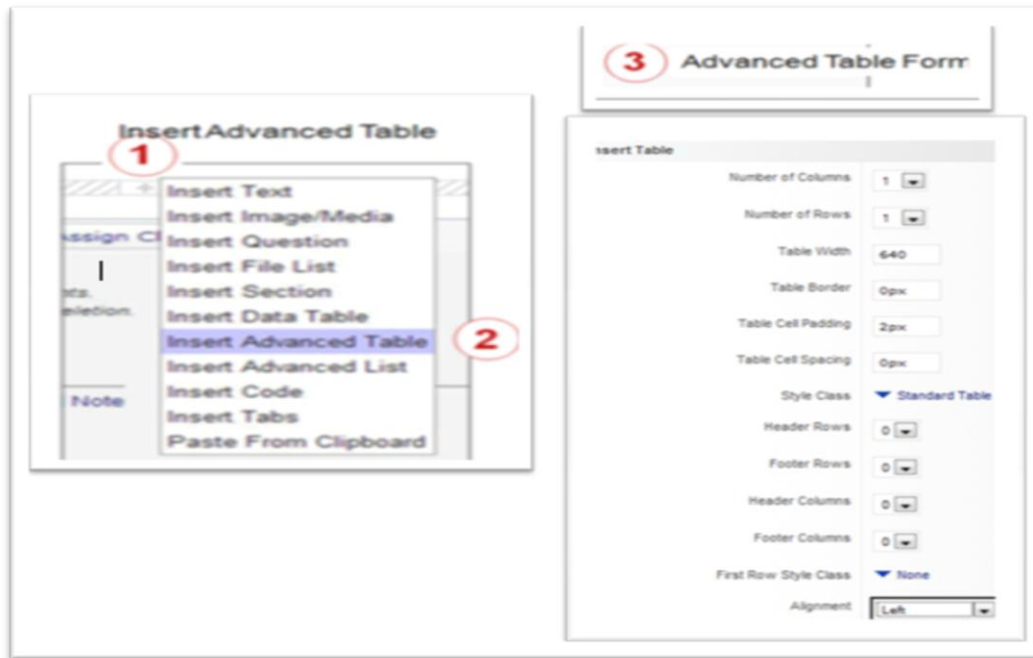 Insert Advanced Table
1
Insert Text
Insert Image/Media
Assign
Insert Question
Insert File List
Insert Section
Insert Data Table
Insert Advanced Table
2
Insert Advanced List
Insert Code
Note
Insert Tabs
Paste From Clipboard
3 Advanced Table Form
Table
Number of Columns 1
Number of Rows 1
Table Width 640
Table Border 0px
Table Cell Padding 2px
Table Cell Spacing 0px
Style Class Standard Table
Header Rows 0
Footer Rows 0
Header Columns 0
Footer Columns 0
First Row Style Class None
Alignment Left